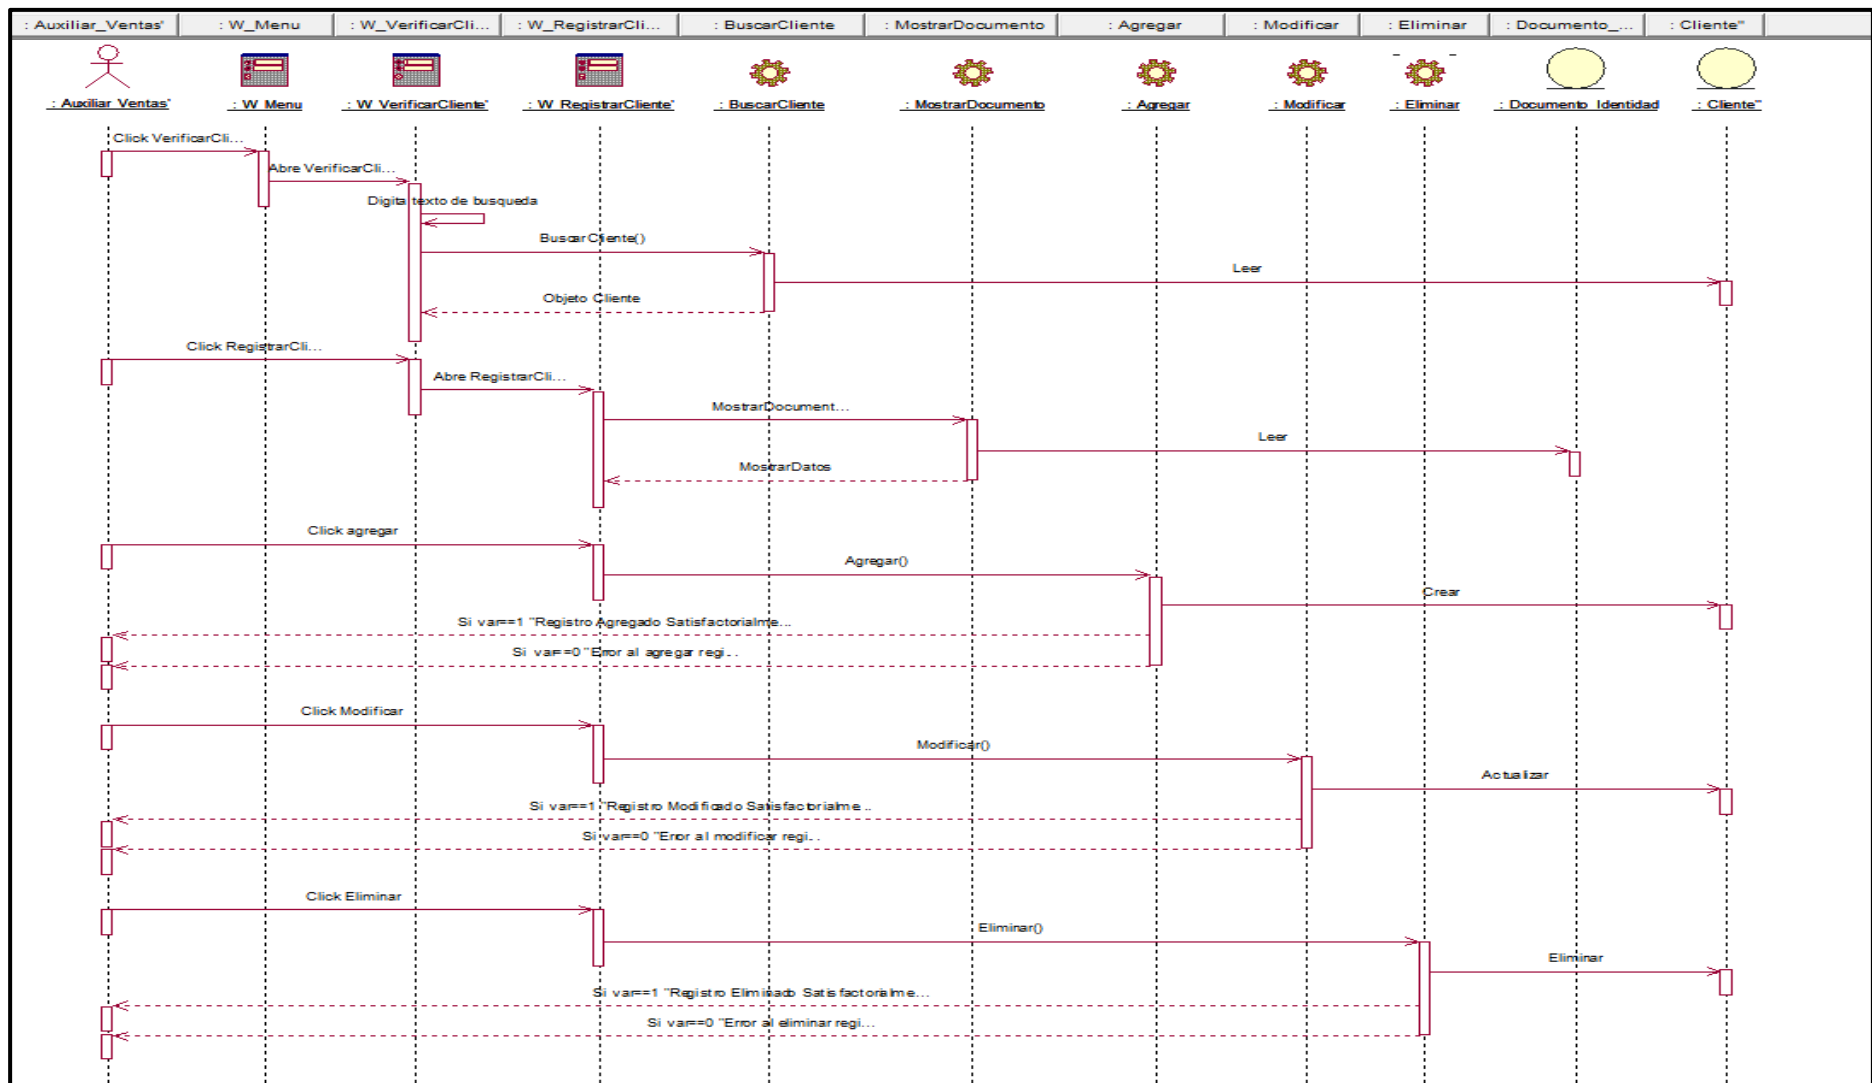 : Auxiliar_Ventas'
: W_Menu
: W_VerificarCli...
: W_RegistrarCli...
: BuscarCliente
: MostrarDocumento
: Agregar
: Modificar
: Eliminar
: Documento_...
: Cliente"
: Auxiliar_Ventas'
: W_Menu
: W_VerificarCliente'
: W_RegistrarCliente'
: BuscarCliente
: MostrarDocumento
: Agregar
: Modificar
: Eliminar
: Documento_Identidad
: Cliente"
Click VerificarCli...
Abre VerificarCli...
Digita texto de busqueda
BuscarCliente()
Leer
Objeto Cliente
Click RegistrarCli...
Abre RegistrarCli...
MostrarDocument...
Leer
MostrarDatos
Click agregar
Agregar()
Crear
Si var==1 "Registro Agregado Satisfactorialme...
Si var==0 "Error al agregar regi...
Click Modificar
Modificar()
Actualizar
Si var==1 "Registro Modificado Satisfactorialme...
Si var==0 "Error al modificar regi...
Click Eliminar
Eliminar()
Eliminar
Si var==1 "Registro Eliminado Satisfactorialme...
Si var==0 "Error al eliminar regi...